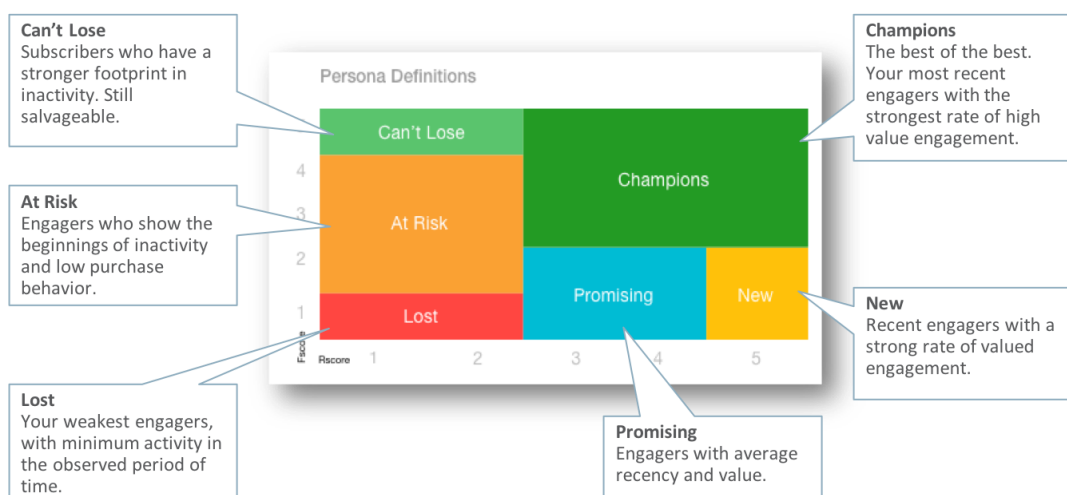 Can't Lose
Subscribers who have a
stronger footprint in
inactivity. Still
salvageable.
At Risk
Engagers who show the
beginnings of inactivity
and low purchase
behavior.
Lost
Your weakest engagers,
with minimum activity in
the observed period of
time.
Persona Definitions
Can't Lose
Champions
At Risk
Promising
New
Lost
4
3
2
1
Fscore
Rscore
1
2
3
4
5
Champions
The best of the best.
Your most recent
engagers with the
strongest rate of high
value engagement.
New
Recent engagers with a
strong rate of valued
engagement.
Promising
Engagers with average
recency and value.